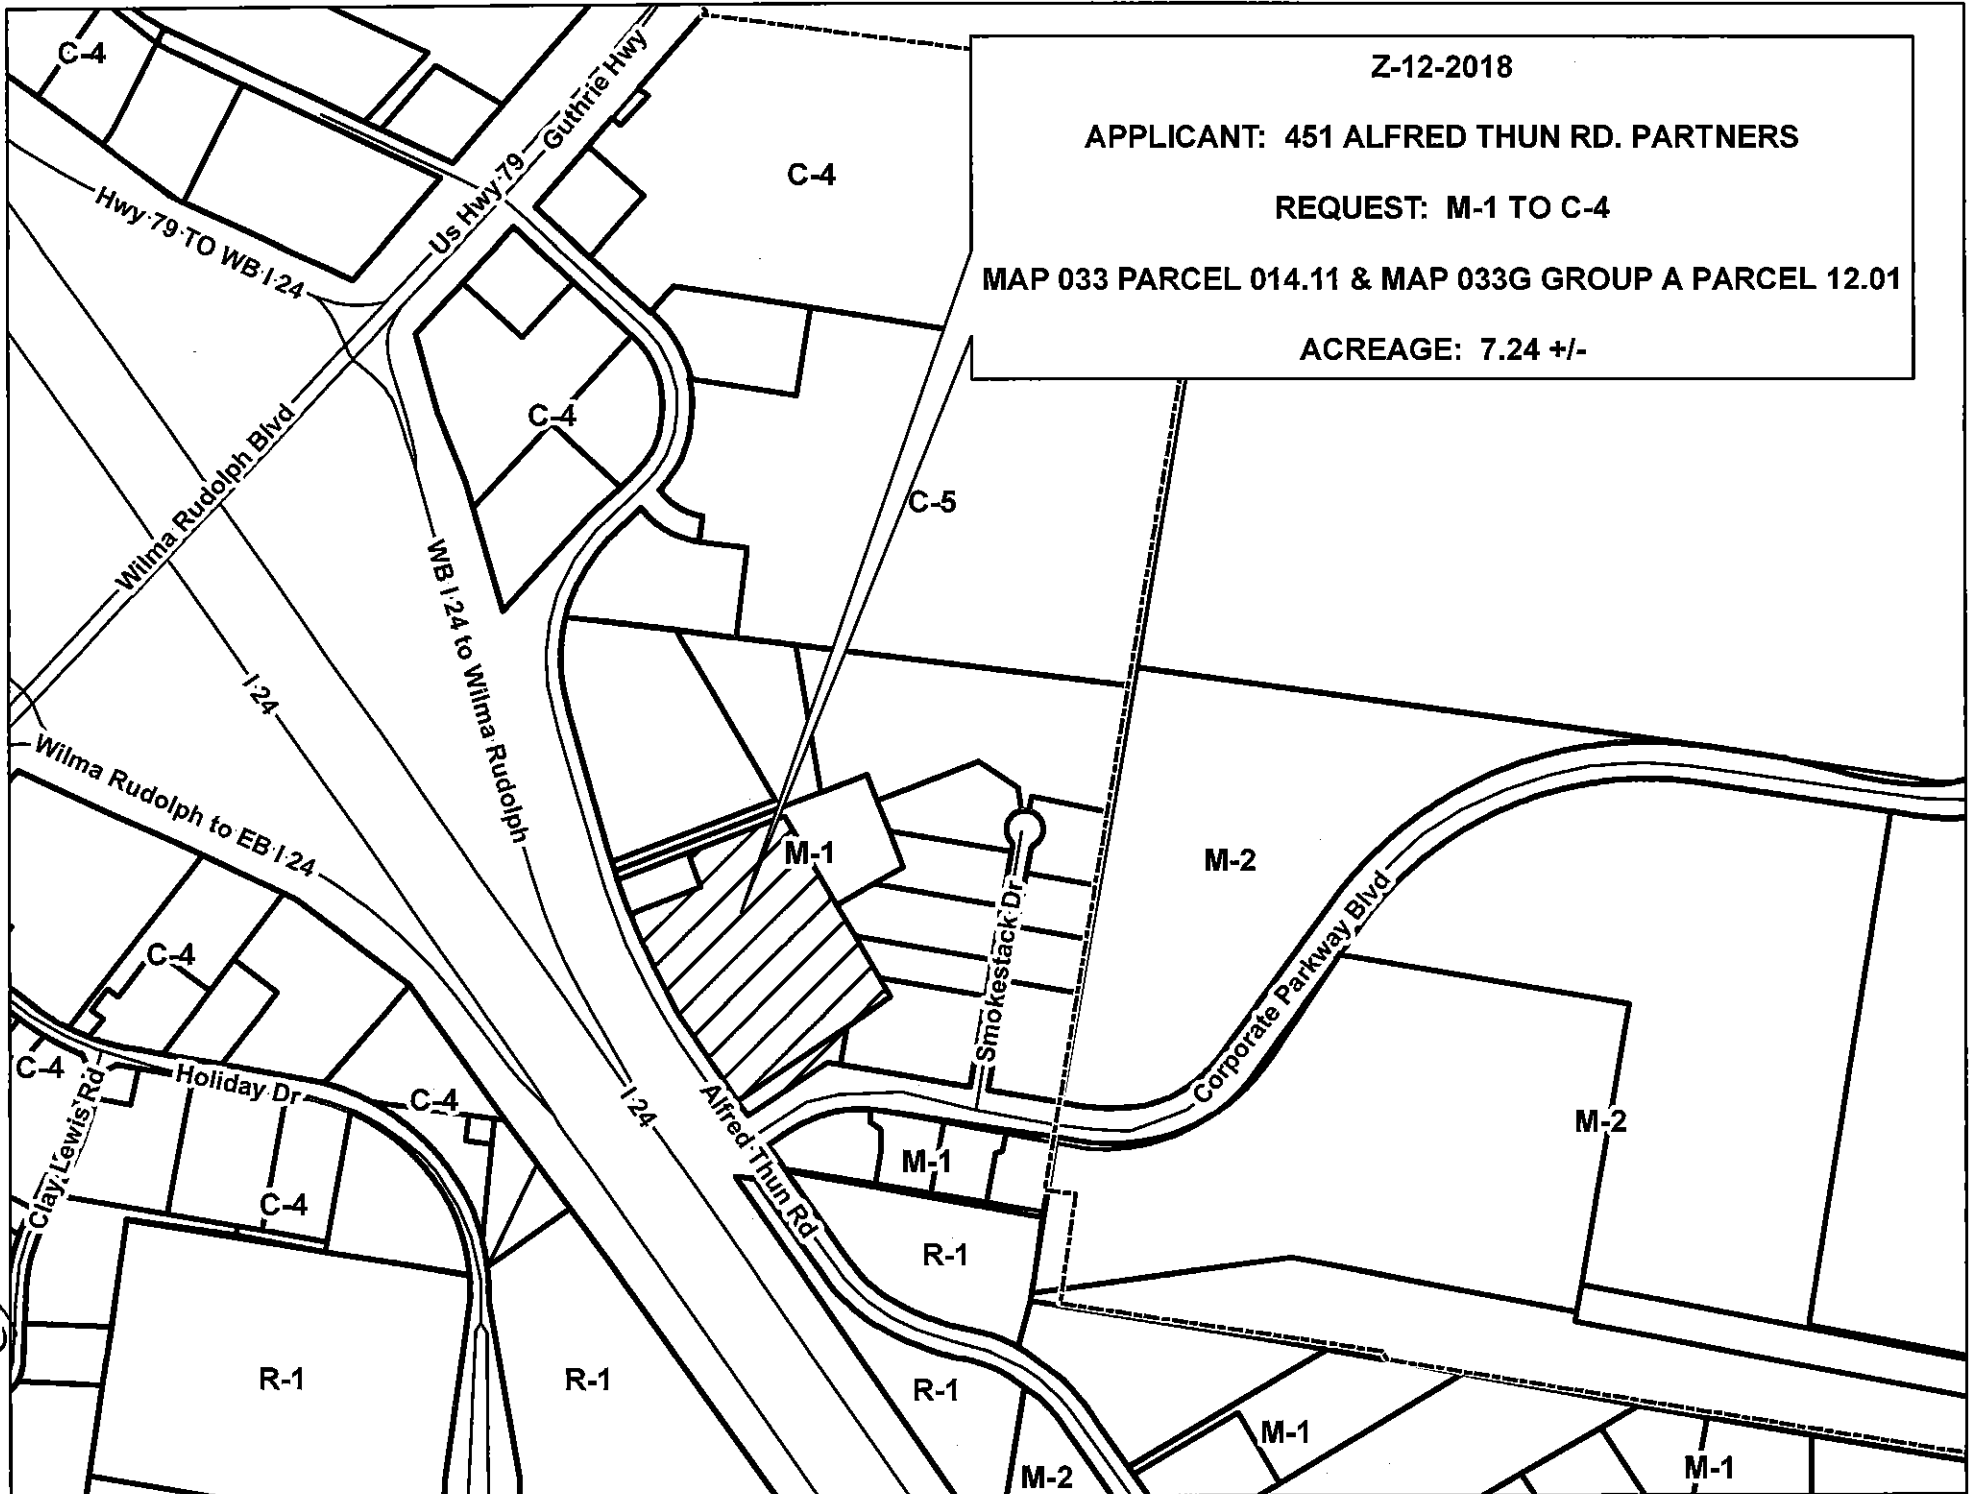 C-4
Us Hwy 79
Guthrie Hwy
Z-12-2018
APPLICANT: 451 ALFRED THUN RD. PARTNERS
REQUEST: M-1 TO C-4
MAP 033 PARCEL 014.11 & MAP 033G GROUP A PARCEL 12.01
ACREAGE: 7.24 +/-
C-4
Hwy 79 TO WB I-24
C-4
Wilma Rudolph Blvd
C-5
WB I-24 to Wilma Rudolph
I-24
Wilma Rudolph to EB I-24
M-1
M-2
Smokestack Dr
Corporate Parkway Blvd
C-4
C-4
Holiday Dr
C-4
I-24
Alfred Thun Rd
Clay Lewis Rd
C-4
M-1
M-2
R-1
R-1
R-1
R-1
M-1
M-2
M-1